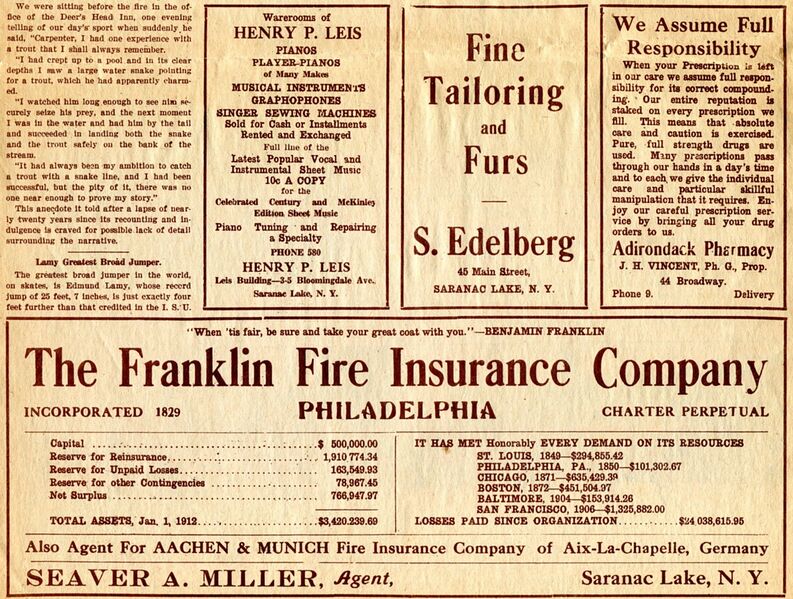 We were sitting before the fire in the of-
fice of the Deer's Head Inn, one evening
telling of our day's sport when suddenly he
said, "Carpenter, I had one experience with
a trout that I shall always remember.
"I had crept up to a pool and in its clear
depths I saw a large water snake pointing
for a trout, which he had apparently charm-
ed.
"I watched him long enough to see him se-
curely seize his prey, and the next moment
I was in the water and had him by the tail
and succeeded in landing both the snake
and the trout safely on the bank of the
stream.
"It had always been my ambition to catch
a trout with a snake line, and I had been
successful, but the pity of it, there was no
one near enough to prove my story."
This anecdote it told after a lapse of near-
ly twenty years since its recounting and in-
dulgence is craved for possible lack of detail
surrounding the narrative.
Lamy Greatest Broad Jumper.
The greatest broad jumper in the world,
on skates, is Edmund Lamy, whose record
jump of 25 feet, 7 inches, is just exactly four
feet further than that credited in the I. S. U.
Warerooms of
HENRY P. LEIS
PIANOS
PLAYER-PIANOS
of Many Makes
MUSICAL INSTRUMENTS
GRAPHOPHONES
SINGER SEWING MACHINES
Sold for Cash or Installments
Rented and Exchanged
Full line of the
Latest Popular Vocal and
Instrumental Sheet Music
10c A COPY
for the
Celebrated Century and McKinley
Edition Sheet Music
Piano Tuning and Repairing
a Specialty
PHONE 580
HENRY P. LEIS
Leis Building—3-5 Bloomingdale Ave.
Saranac Lake, N. Y.
Fine
Tailoring
and
Furs
S. Edelberg
45 Main Street,
SARANAC LAKE, N. Y.
We Assume Full
Responsibility
When your Prescription is left
in our care we assume full respon-
sibility for its correct compound-
ing. Our entire reputation is
staked on every prescription we
fill. This means that absolute
care and caution is exercised.
Pure, full strength drugs are
used. Many prescriptions pass
through our hands in a day's time
and to each we give the individual
care and particular skillful
manipulation that it requires. En-
joy our careful prescription ser-
vice by bringing all your drug
orders to us.
Adirondack Pharmacy
J. H. VINCENT, Ph. G., Prop.
44 Broadway.
Phone 9. Delivery
"When 'tis fair, be sure and take your great coat with you."—BENJAMIN FRANKLIN
The Franklin Fire Insurance Company
INCORPORATED 1829 PHILADELPHIA CHARTER PERPETUAL
Capital ............ $ 500,000.00
Reserve for Reinsurance............ 1,910 774.34
Reserve for Unpaid Losses............ 163,549.93
Reserve for other Contingencies ............ 78,967.45
Net Surplus ............ 766,947.97
TOTAL ASSETS, Jan. 1, 1912............ $3,420.239.69
IT HAS MET Honorably EVERY DEMAND ON ITS RESOURCES
ST. LOUIS, 1849—$294,855.42
PHILADELPHIA, PA., 1850—$101,302.67
CHICAGO, 1871—$635,429.39
BOSTON, 1872—$451,504.97
BALTIMORE, 1904—$153,914.26
SAN FRANCISCO, 1906—$1,325,882.00
LOSSES PAID SINCE ORGANIZATION............ $24 038,615.95
Also Agent For AACHEN & MUNICH Fire Insurance Company of Aix-La-Chapelle, Germany
SEAVER A. MILLER, Agent, Saranac Lake, N. Y.